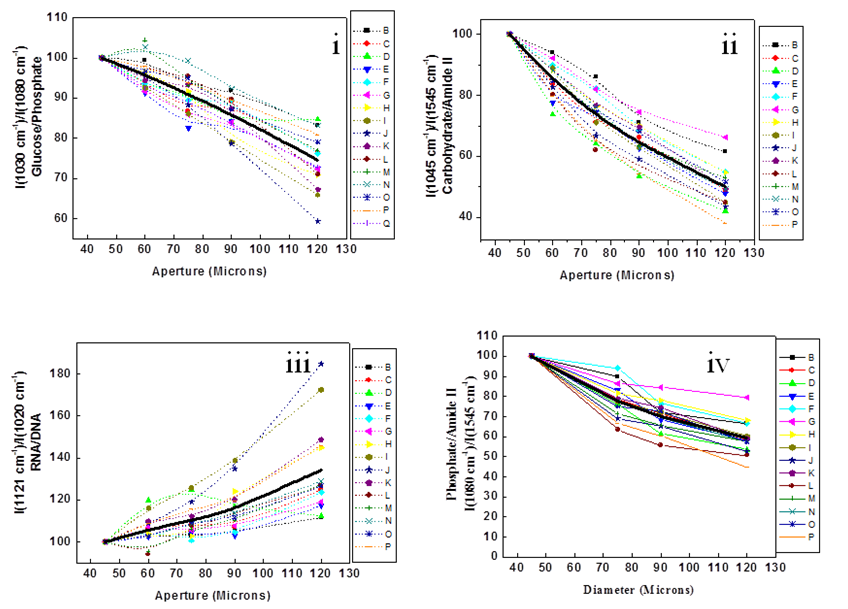 i
I(1030 cm⁻¹)/I(1080 cm⁻¹)
Glucose/Phosphate
100
90
80
70
60
40 50 60 70 80 90 100 110 120 130
Aperture (Microns)
B
C
D
E
F
G
H
I
J
K
L
M
N
O
P
Q
ii
I(1045 cm⁻¹)/I(1545 cm⁻¹)
Carbohydrate/Amide II
100
80
60
40
40 50 60 70 80 90 100 110 120 130
Aperture (Microns)
B
C
D
E
F
G
H
I
J
K
L
M
N
O
P
iii
I(1121 cm⁻¹)/I(1020 cm⁻¹)
RNA/DNA
180
160
140
120
100
40 50 60 70 80 90 100 110 120 130
Aperture (Microns)
B
C
D
E
F
G
H
I
J
K
L
M
N
O
P
iv
Phosphate/Amide II
I(1080 cm⁻¹)/I(1545 cm⁻¹)
110
100
90
80
70
60
50
40
30
20
10
0
40 50 60 70 80 90 100 110 120 130
Diameter (Microns)
B
C
D
E
F
G
H
I
J
K
L
M
N
O
P